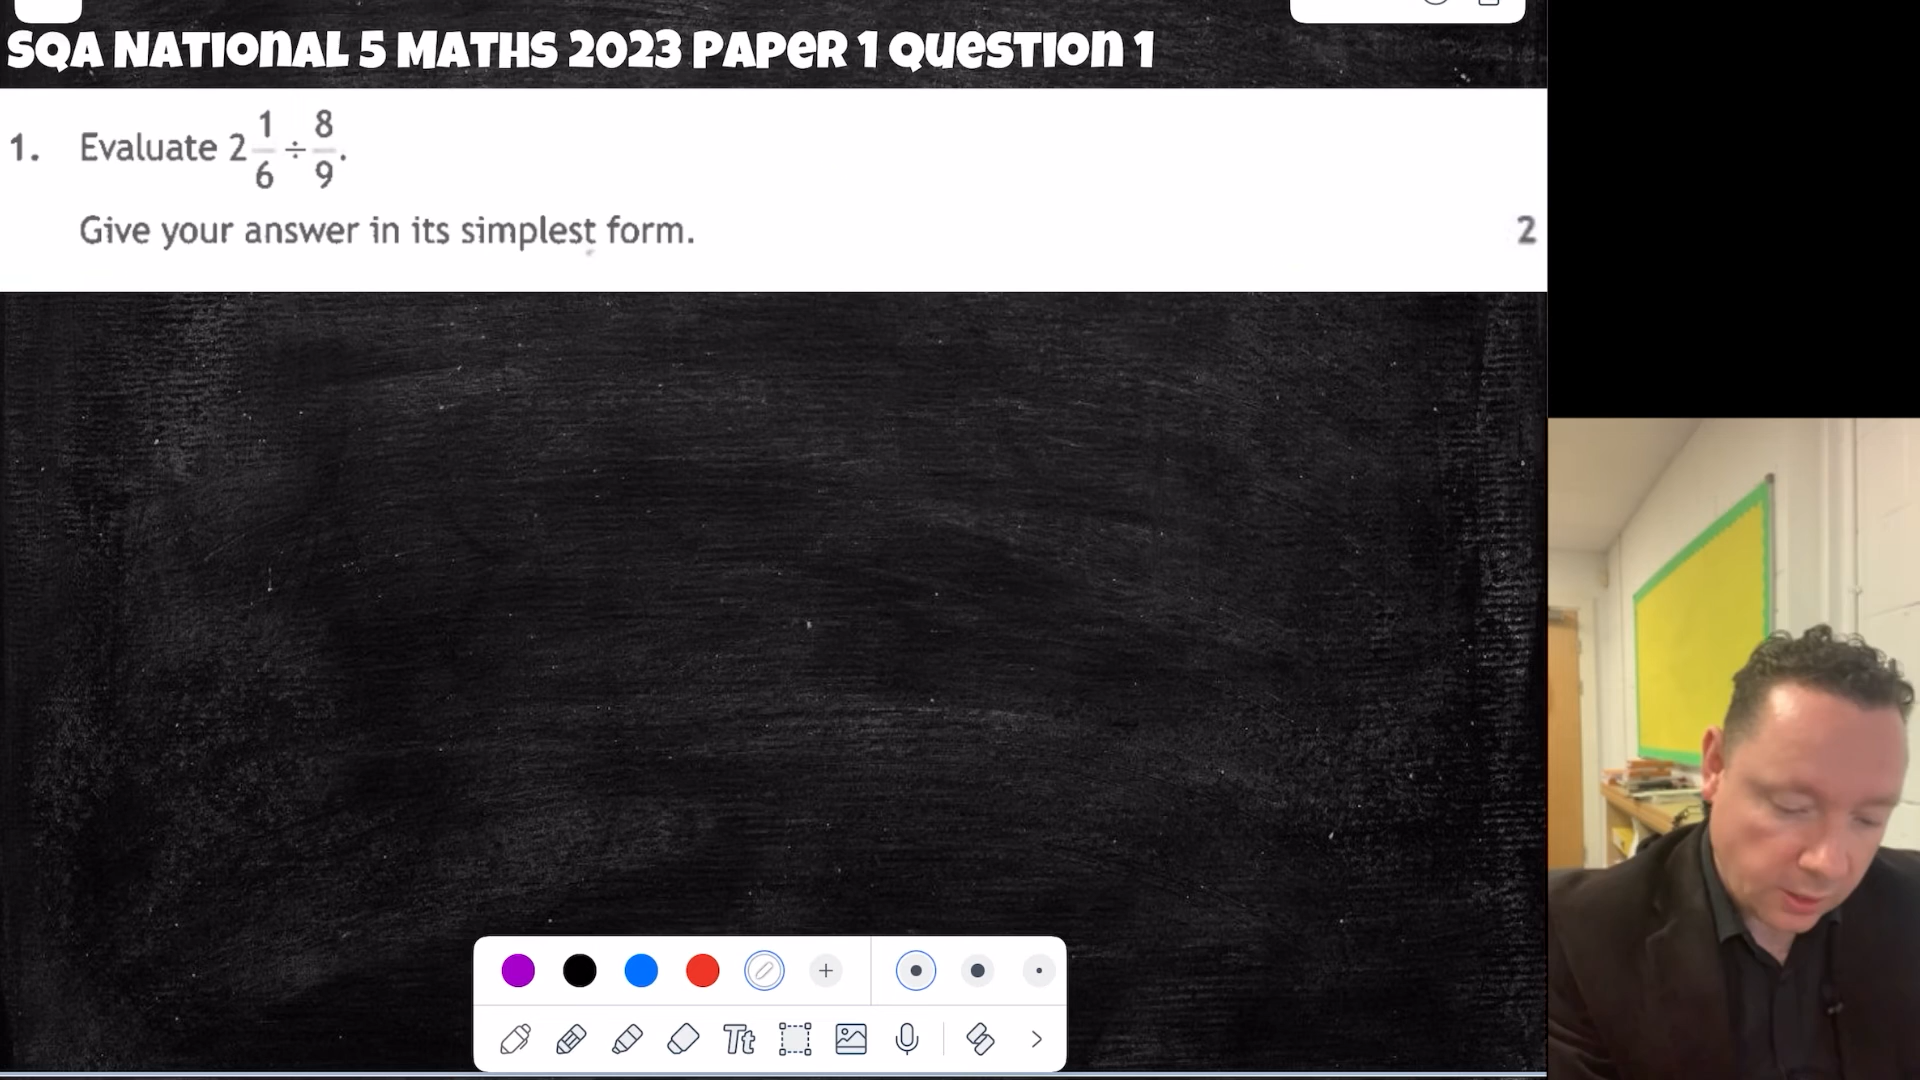 SQA NATIONAL 5 MATHS 2023 PAPER 1 QUESTION 1
1. Evaluate 2 1/6 ÷ 8/9.
Give your answer in its simplest form. 2
Tt